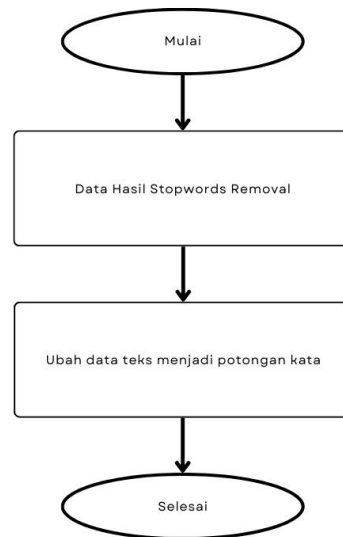 Mulai
Data Hasil Stopwords Removal
Ubah data teks menjadi potongan kata
Selesai